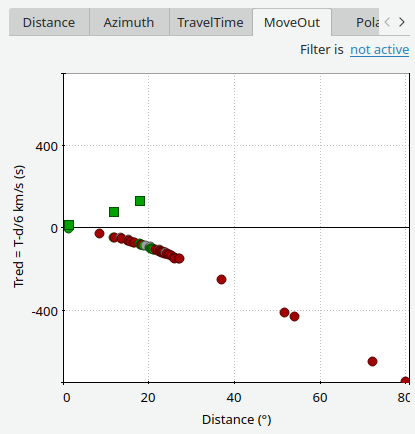 Distance Azimuth TravelTime MoveOut Pola
Filter is not active
Tred = T-d/6 km/s (s)
400
0
-400
0 20 40 60 80
Distance (°)